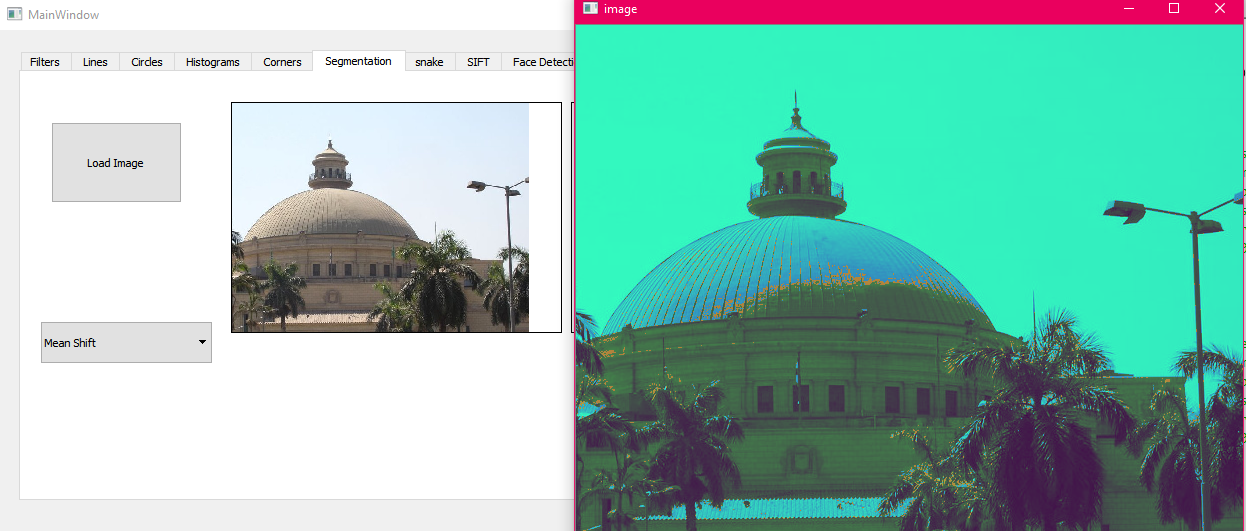 MainWindow
image
Filters
Lines
Circles
Histograms
Corners
Segmentation
snake
SIFT
Face Detecti
Load Image
Mean Shift